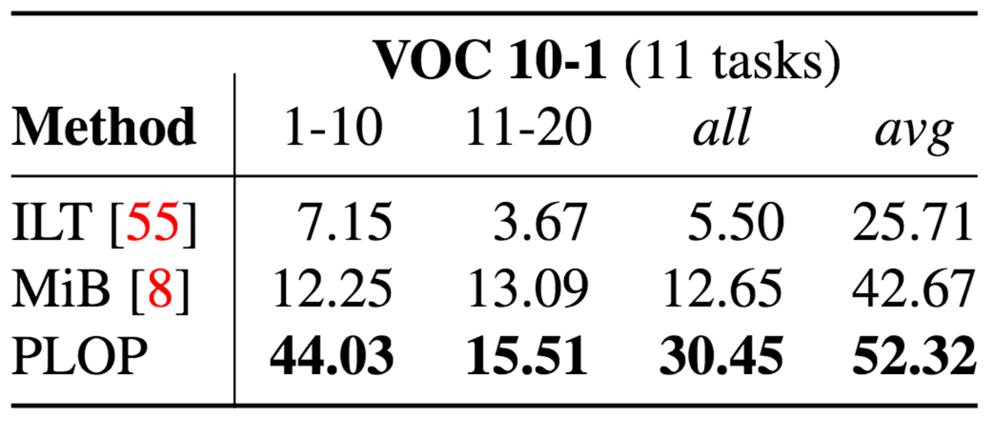 VOC 10-1 (11 tasks)
Method 1-10 11-20 all avg
ILT [55] 7.15 3.67 5.50 25.71
MiB [8] 12.25 13.09 12.65 42.67
PLOP 44.03 15.51 30.45 52.32